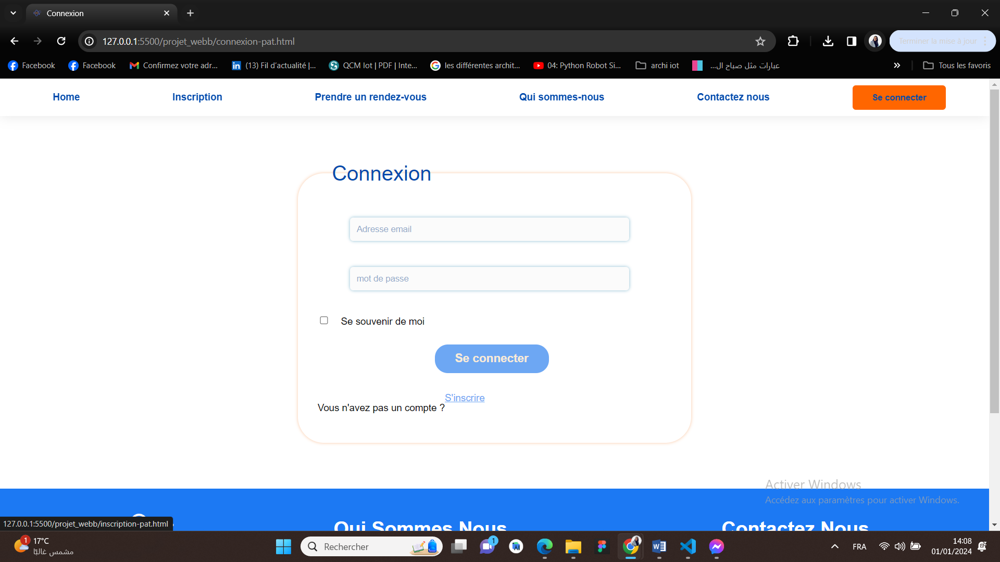 Connexion
127.0.0.1:5500/projet_webb/connexion-pat.html
Terminer la mise à jour
Facebook
Facebook
Confirmez votre adr...
(13) Fil d'actualité |...
QCM Iot | PDF | Inte...
les différentes archit...
04: Python Robot Si...
archi iot
عبارات مثل صباح ال...
Tous les favoris
Home
Inscription
Prendre un rendez-vous
Qui sommes-nous
Contactez nous
Se connecter
Connexion
Adresse email
mot de passe
Se souvenir de moi
Se connecter
S'inscrire
Vous n'avez pas un compte ?
Activer Windows
Accédez aux paramètres pour activer Windows.
Qui Sommes Nous
Contactez Nous
127.0.0.1:5500/projet_webb/inscription-pat.html
1
17°C
مشمس غالبًا
Rechercher
1
FRA
14:08
01/01/2024